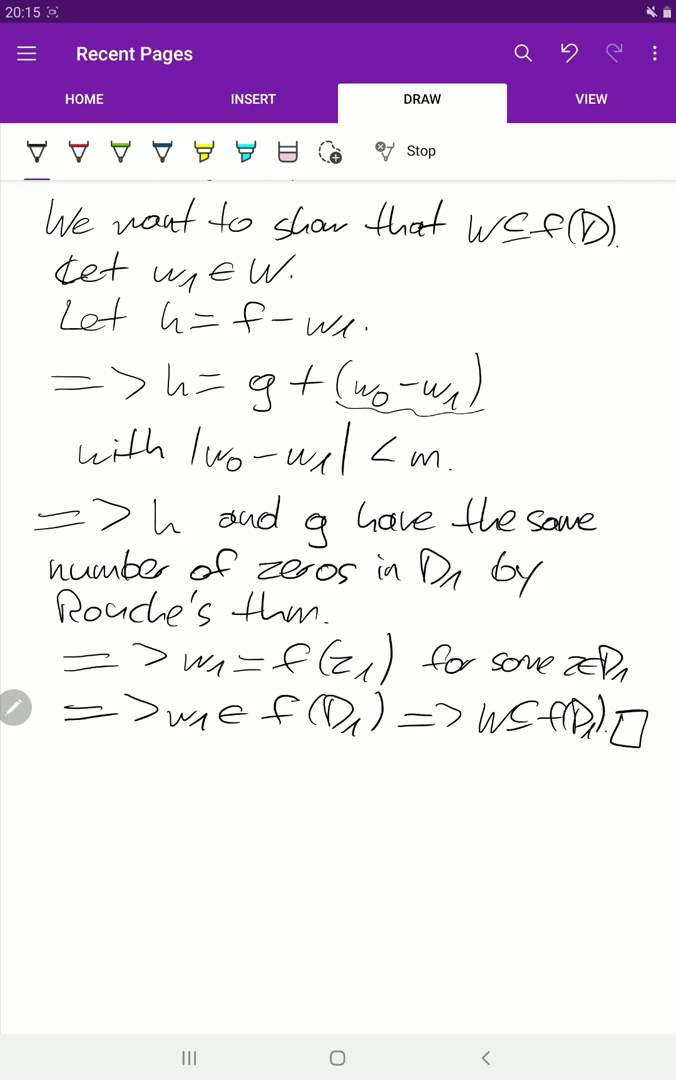 20:15
Recent Pages
HOME INSERT DRAW VIEW
Stop
We want to show that W⊆f(D).
Let w₁ ∈ W.
Let h = f - w₁.
=> h = g + (w₀ - w₁)
with |w₀ - w₁| < m.
=> h and g have the same
number of zeros in D₁ by
Rouche's thm.
=> w₁ = f(z₁) for some z∈D₁
=> w₁ ∈ f(D₁) => W⊆f(D₁). □